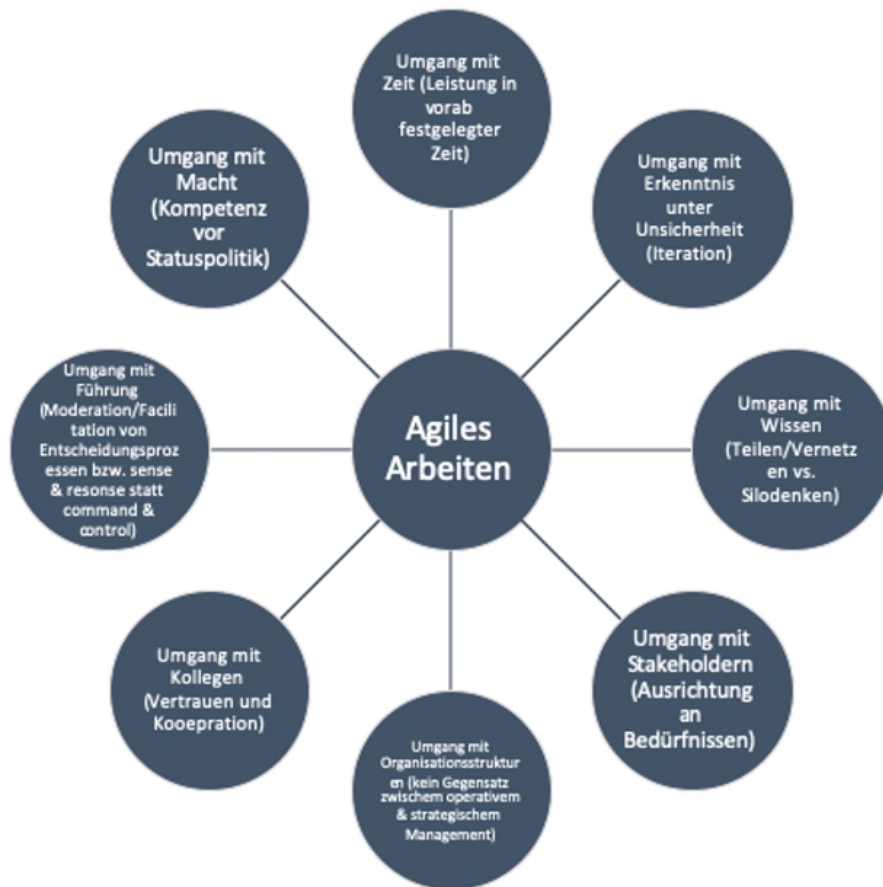 Umgang mit
Zeit (Leistung in
vorab
festgelegter
Zeit)
Umgang mit
Erkenntnis
unter
Unsicherheit
(Iteration)
Umgang mit
Wissen
(Teilen/Vernetz
en vs.
Silodenken)
Umgang mit
Stakeholdern
(Ausrichtung
an
Bedürfnissen)
Umgang mit
Organisationsstruktur
en (kein Gegensatz
zwischem operativem
& strategischem
Management)
Umgang mit
Kollegen
(Vertrauen und
Kooepration)
Umgang mit
Führung
(Moderation/Facili
tation von
Entscheidungsproz
essen bzw. sense
& resonse statt
command &
control)
Umgang mit
Macht
(Kompetenz
vor
Statuspolitik)
Agiles
Arbeiten